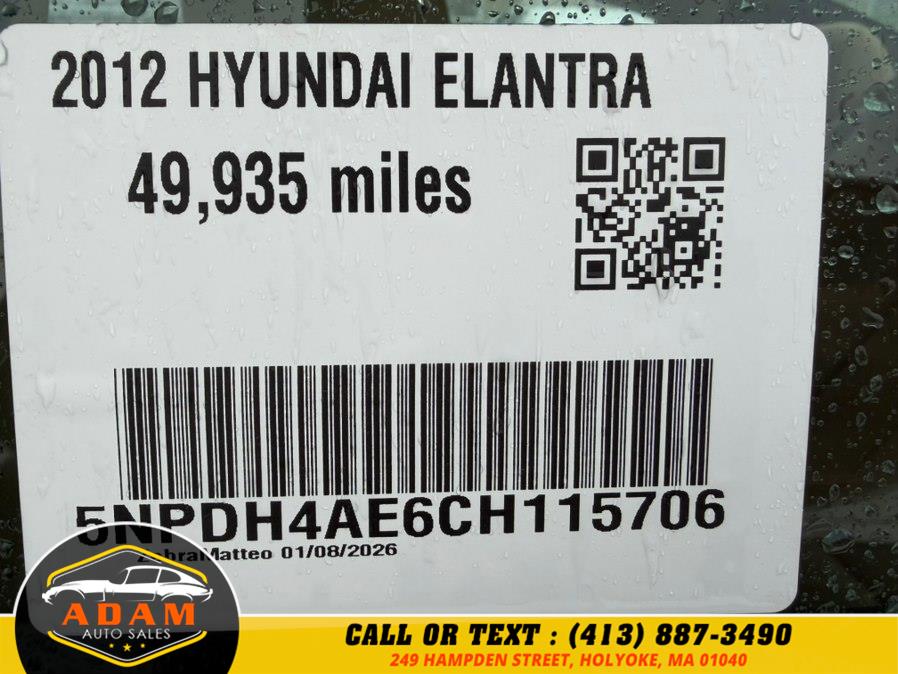 2012 HYUNDAI ELANTRA
49,935 miles
5NPDH4AE6CH115706
ZebraMatteo 01/08/2026
ADAM
AUTO SALES
CALL OR TEXT : (413) 887-3490
249 HAMPDEN STREET, HOLYOKE, MA 01040